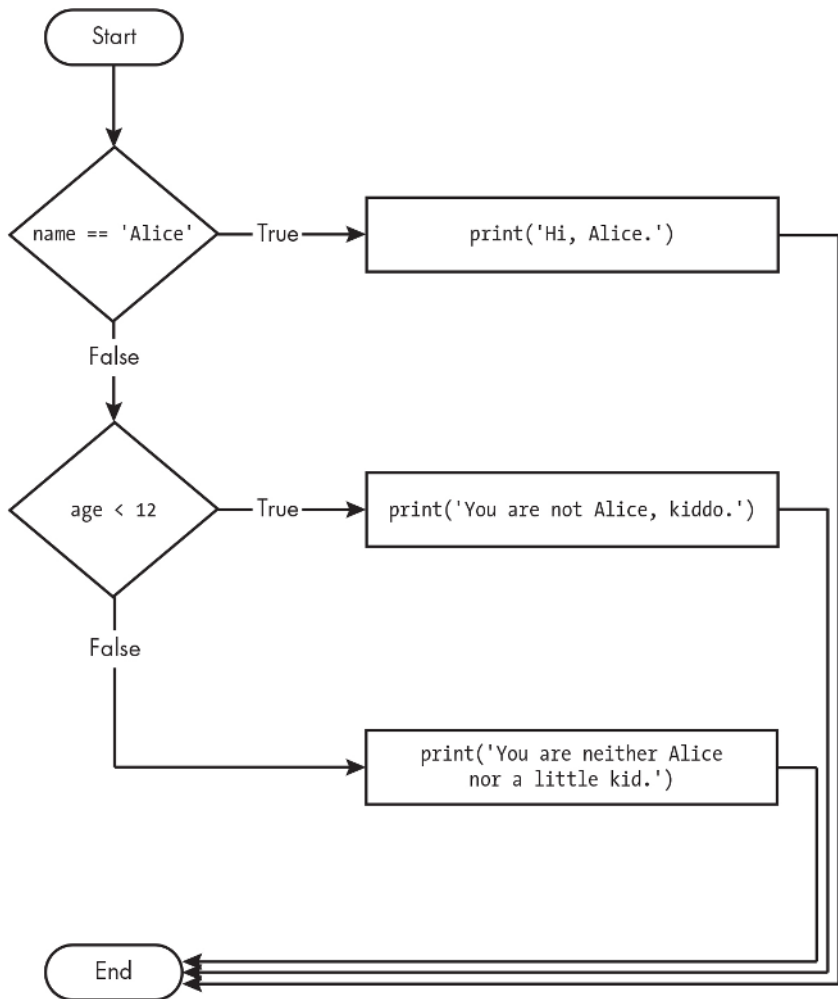 Start
name == 'Alice'
True
print('Hi, Alice.')
False
age < 12
True
print('You are not Alice, kiddo.')
False
print('You are neither Alice
nor a little kid.')
End